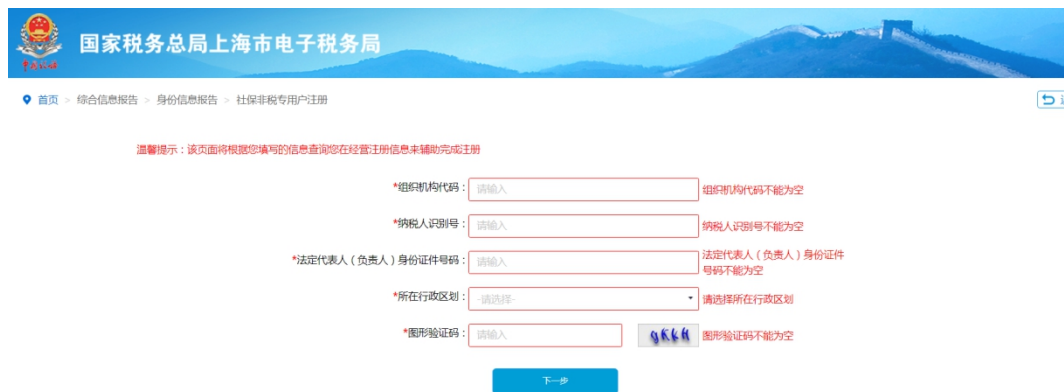 国家税务总局上海市电子税务局
中国税务
首页 > 综合信息报告 > 身份信息报告 > 社保非税专用户注册
温馨提示：该页面将根据您填写的信息查询您在经营注册信息来辅助完成注册
*组织机构代码： 请输入 组织机构代码不能为空
*纳税人识别号： 请输入 纳税人识别号不能为空
*法定代表人（负责人）身份证件号码： 请输入 法定代表人（负责人）身份证件
号码不能为空
*所在行政区划： -请选择- 请选择所在行政区划
*图形验证码： 请输入 gKkH 图形验证码不能为空
下一步